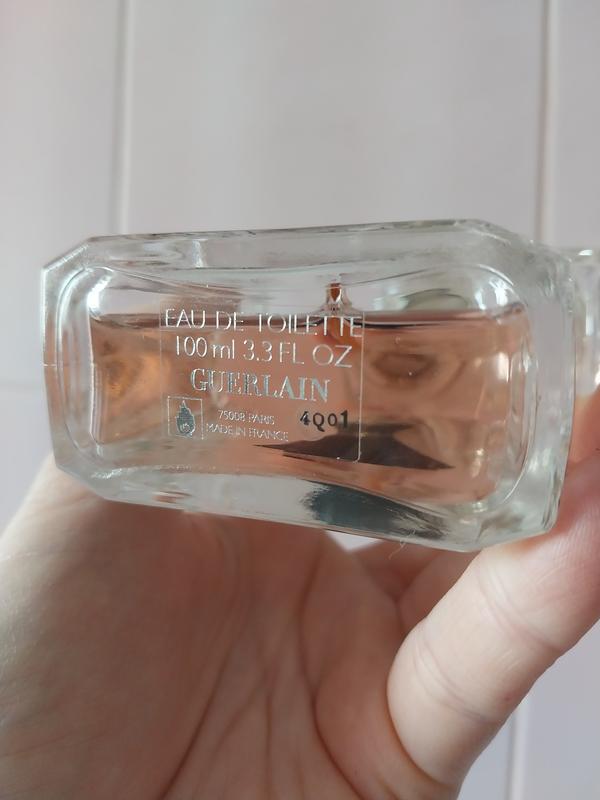 EAU DE TOILETTE
100 ml 3.3 FL OZ
GUERLAIN
75008 PARIS 4Q01
MADE IN FRANCE